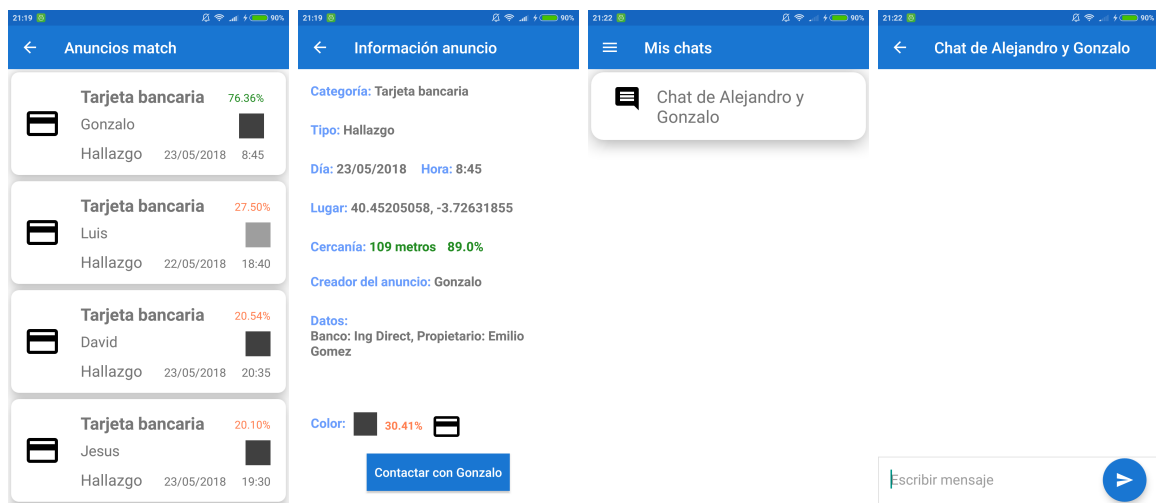 21:19
90%
Anuncios match
Tarjeta bancaria 76.36%
Gonzalo
Hallazgo 23/05/2018 8:45
Tarjeta bancaria 27.50%
Luis
Hallazgo 22/05/2018 18:40
Tarjeta bancaria 20.54%
David
Hallazgo 23/05/2018 20:35
Tarjeta bancaria 20.10%
Jesus
Hallazgo 23/05/2018 19:30
21:19
90%
Información anuncio
Categoría: Tarjeta bancaria
Tipo: Hallazgo
Día: 23/05/2018 Hora: 8:45
Lugar: 40.45205058, -3.72631855
Cercanía: 109 metros 89.0%
Creador del anuncio: Gonzalo
Datos:
Banco: Ing Direct, Propietario: Emilio
Gomez
Color: 30.41%
Contactar con Gonzalo
21:22
90%
Mis chats
Chat de Alejandro y
Gonzalo
21:22
90%
Chat de Alejandro y Gonzalo
Escribir mensaje